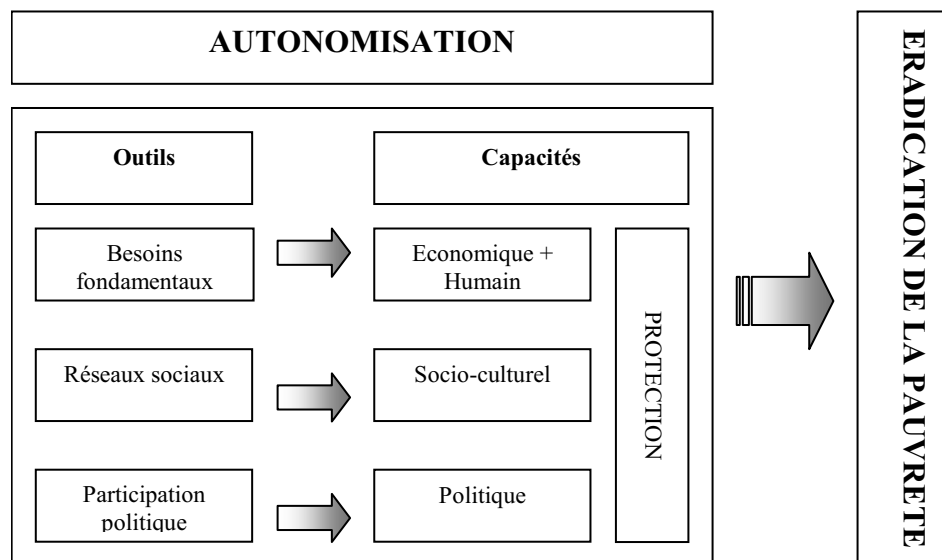 AUTONOMISATION
Outils
Capacités
Besoins
fondamentaux
Economique +
Humain
Réseaux sociaux
Socio-culturel
Participation
politique
Politique
PROTECTION
ERADICATION DE LA PAUVRETE